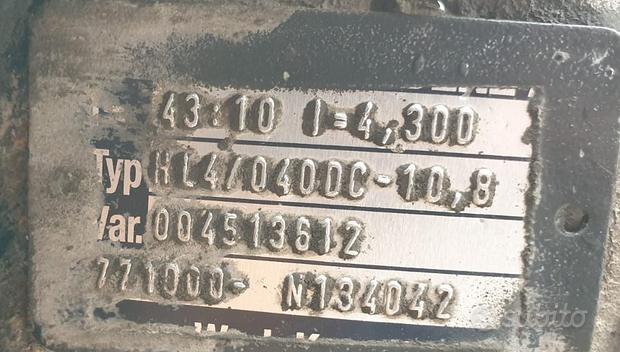 43:10 I=4,300
Typ HL4/040DC-10,8
Var. 004513612
771000- N134042
subito